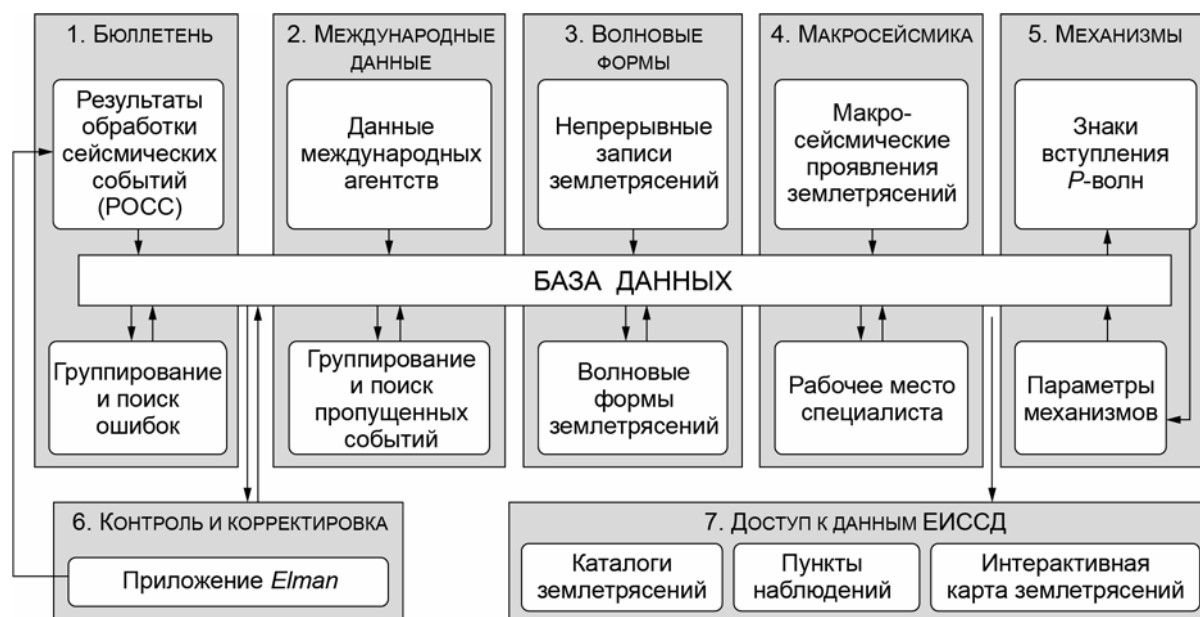 1. Бюллетень
Результаты
обработки
сейсмических
событий
(РОСС)
2. Международные
данные
Данные
международных
агентств
3. Волновые
формы
Непрерывные
записи
землетрясений
4. Макросейсмика
Макро-
сейсмические
проявления
землетрясений
5. Механизмы
Знаки
вступления
P-волн
БАЗА ДАННЫХ
Группирование
и поиск
ошибок
Группирование
и поиск
пропущенных
событий
Волновые
формы
землетрясений
Рабочее место
специалиста
Параметры
механизмов
6. Контроль и корректировка
Приложение Elman
7. Доступ к данным ЕИССД
Каталоги
землетрясений
Пункты
наблюдений
Интерактивная
карта землетрясений